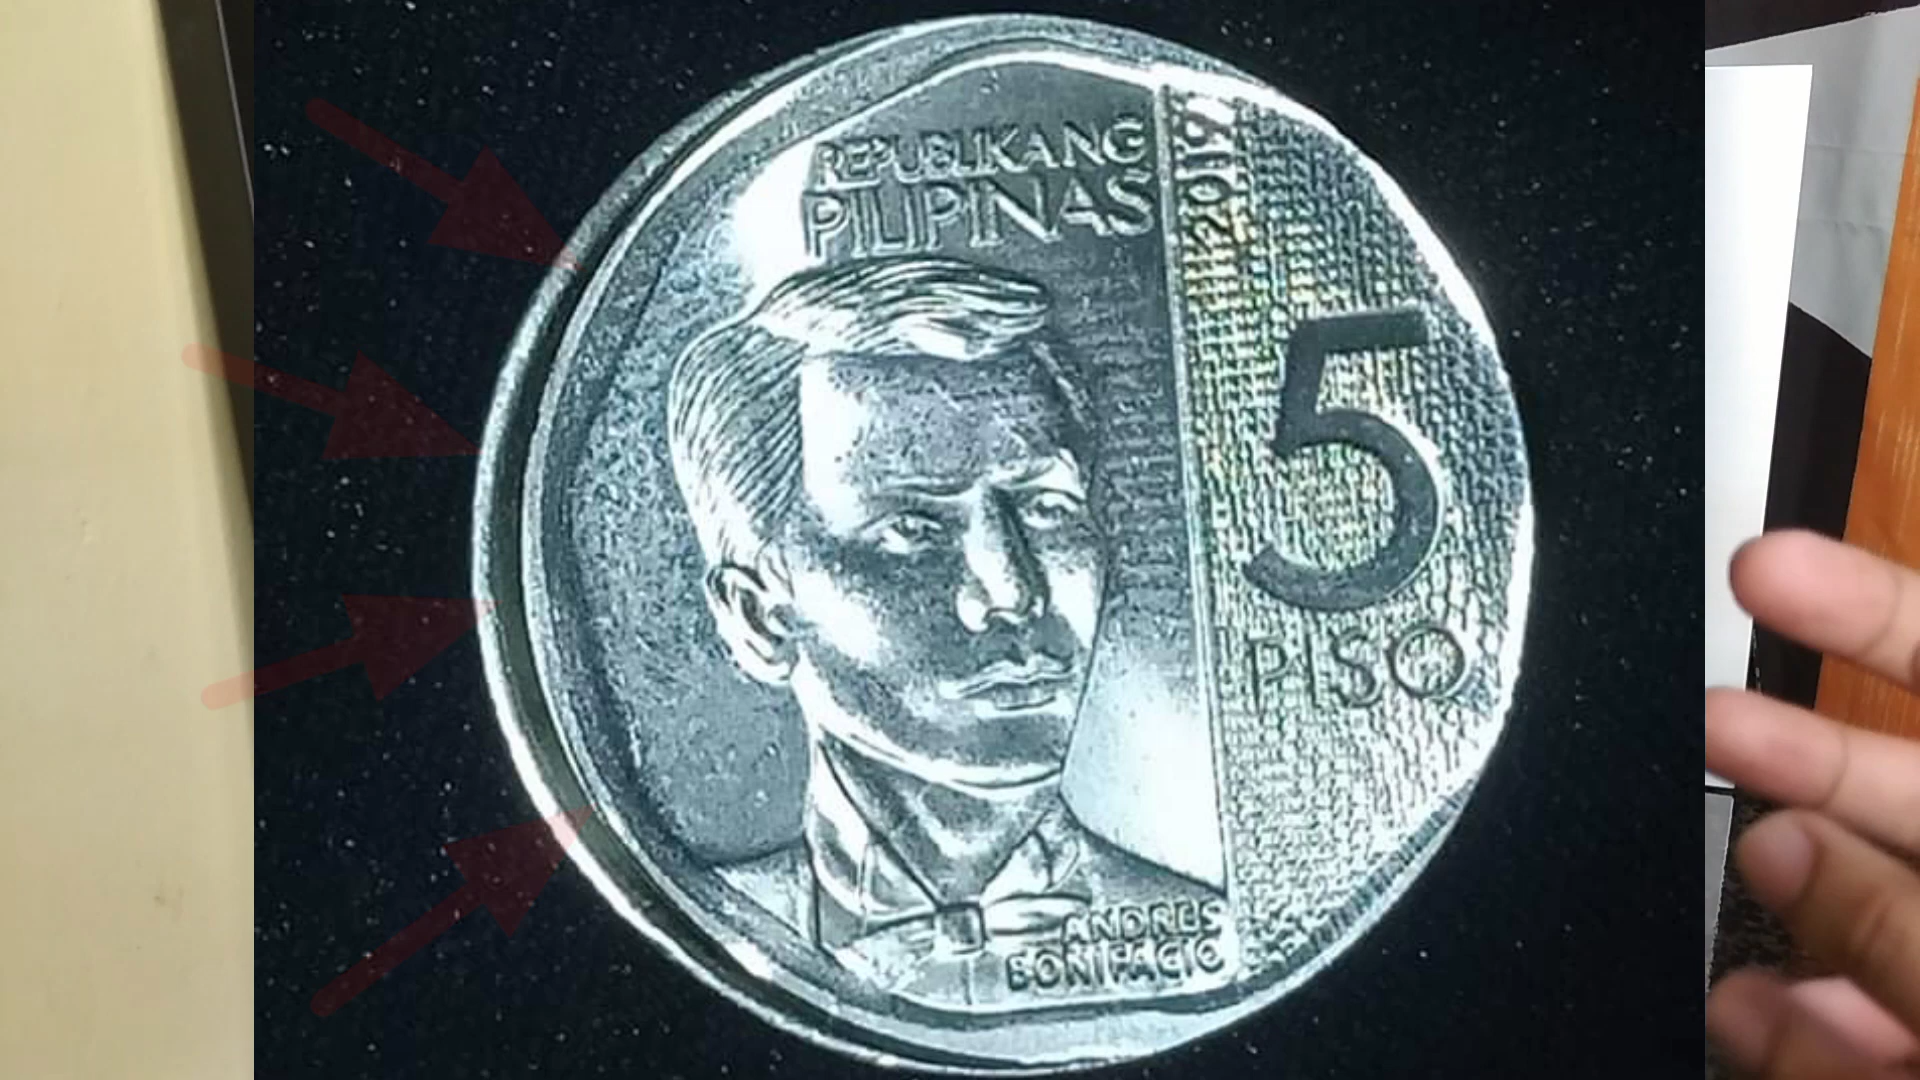 REPUBLIKANG
PILIPINAS
2019
5
PISO
ANDRES
BONIFACIO